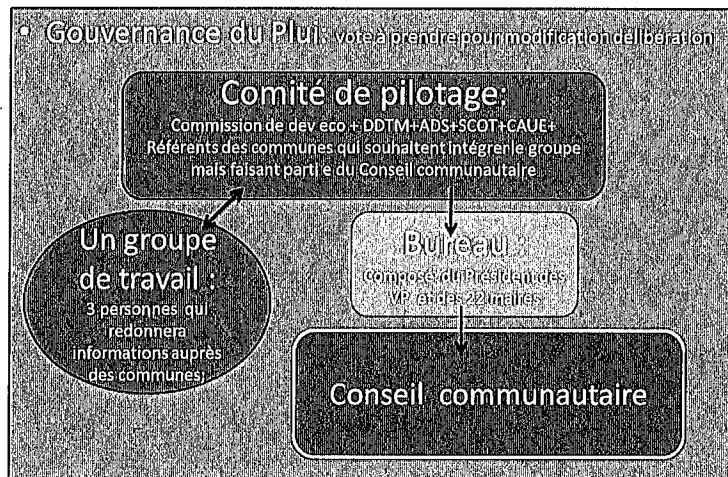 • Gouvernance du Plui: vote à prendre pour modification délibération
Comité de pilotage:
Commission de dev eco + DDTM+ADS+SCOT+CAUE+
Référents des communes qui souhaitent intégrer le groupe
mais faisant partie du Conseil communautaire
Un groupe
de travail :
3 personnes qui
redonnera
informations auprès
des communes;
Bureau :
Composé du Président des
VP et des 22 maires
Conseil communautaire